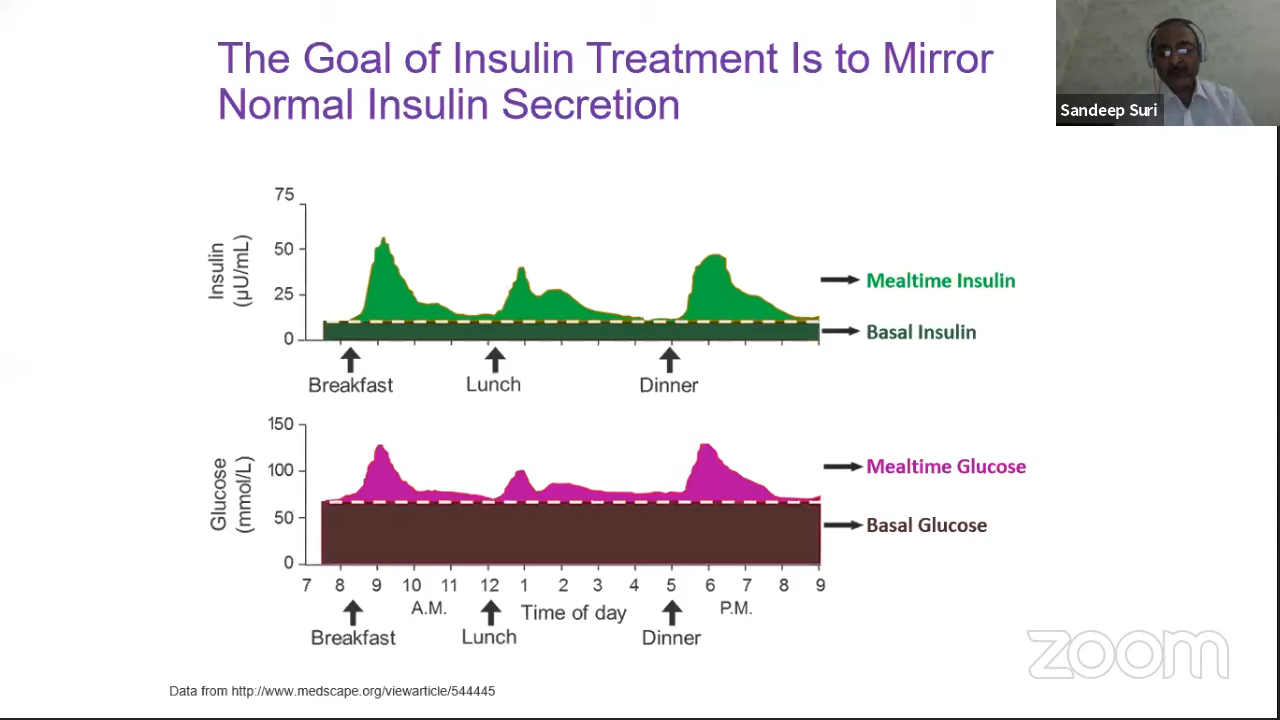 The Goal of Insulin Treatment Is to Mirror
Normal Insulin Secretion
Sandeep Suri
75
50
25
0
Insulin
(µU/mL)
Mealtime Insulin
Basal Insulin
Breakfast
Lunch
Dinner
150
100
50
0
Glucose
(mmol/L)
Mealtime Glucose
Basal Glucose
7 8 9 10 11 12 1 2 3 4 5 6 7 8 9
A.M. Time of day P.M.
Breakfast
Lunch
Dinner
zoom
Data from http://www.medscape.org/viewarticle/544445